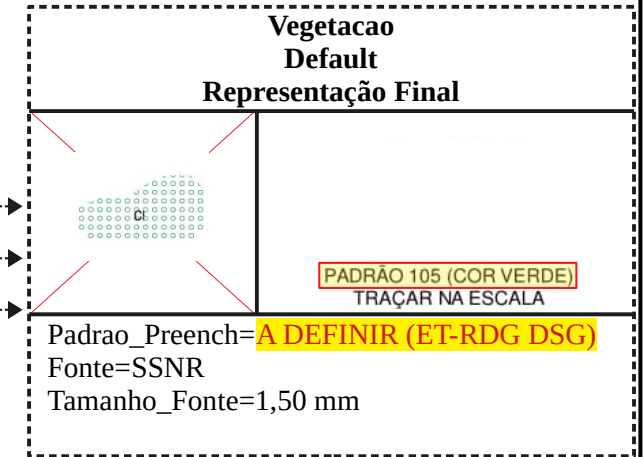 Vegetacao
Default
Representação Final
CI
PADRÃO 105 (COR VERDE)
TRAÇAR NA ESCALA
Padrao_Preench=A DEFINIR (ET-RDG DSG)
Fonte=SSNR
Tamanho_Fonte=1,50 mm